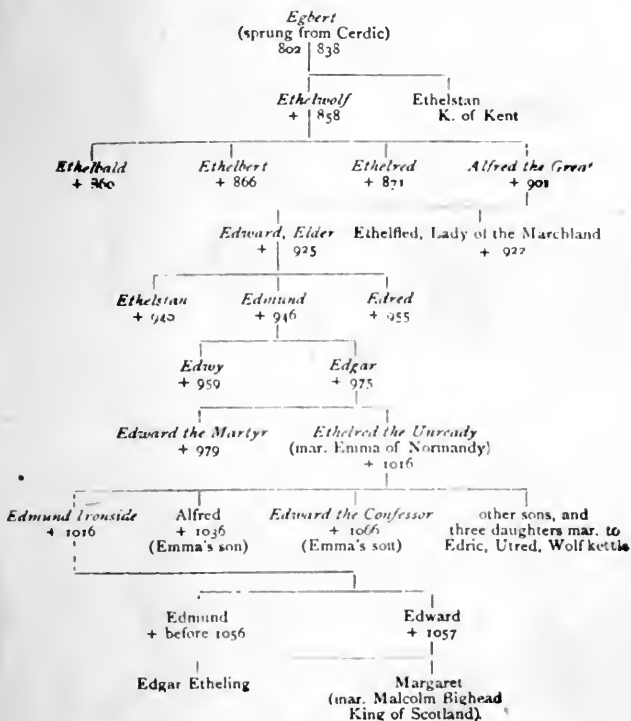 Egbert
(sprung from Cerdic)
802 838
Ethelwolf Ethelstan
+ 858 K. of Kent
Ethelbald Ethelbert Ethelred Alfred the Great
+ 860 + 866 + 871 + 901
Edward, Elder Ethelfled, Lady of the Marchland
+ 925 + 922
Ethelstan Edmund Edred
+ 940 + 946 + 955
Edwy Edgar
+ 959 + 975
Edward the Martyr Ethelred the Unready
+ 979 (mar. Emma of Normandy)
+ 1016
Edmund Ironside Alfred Edward the Confessor other sons, and
+ 1016 + 1036 + 1066 three daughters mar. to
(Emma's son) (Emma's son) Edric, Utred, Wolfkettle
Edmund Edward
+ before 1056 + 1057
Edgar Etheling Margaret
(mar. Malcolm Bighead
King of Scotland).